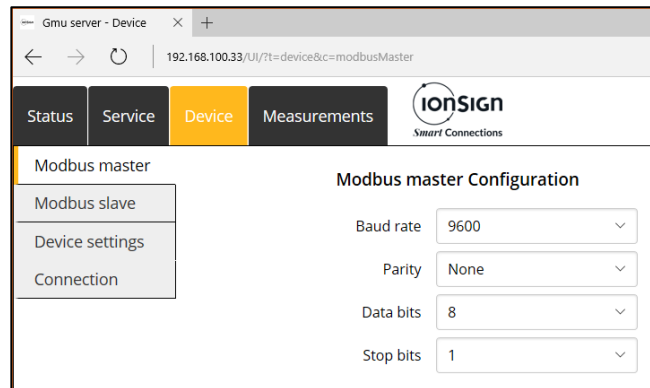 Gmu server - Device
192.168.100.33/UI/?t=device&c=modbusMaster
Status Service Device Measurements
ionSign
Smart Connections
Modbus master
Modbus slave
Device settings
Connection
Modbus master Configuration
Baud rate 9600
Parity None
Data bits 8
Stop bits 1